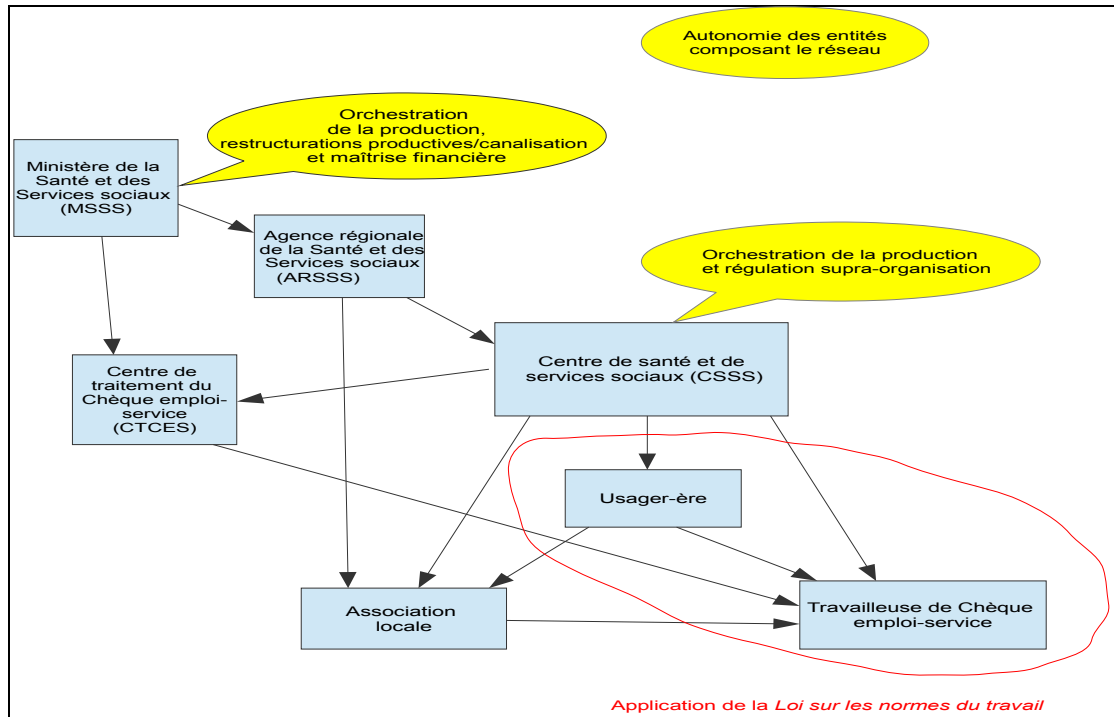 Autonomie des entités
composant le réseau
Orchestration
de la production,
restructurations productives/canalisation
et maîtrise financière
Ministère de la
Santé et des
Services sociaux
(MSSS)
Agence régionale
de la Santé et des
Services sociaux
(ARSSS)
Orchestration de la production
et régulation supra-organisation
Centre de santé et de
services sociaux (CSSS)
Centre de
traitement du
Chèque emploi-
service
(CTCES)
Usager-ère
Association
locale
Travailleuse de Chèque
emploi-service
Application de la Loi sur les normes du travail